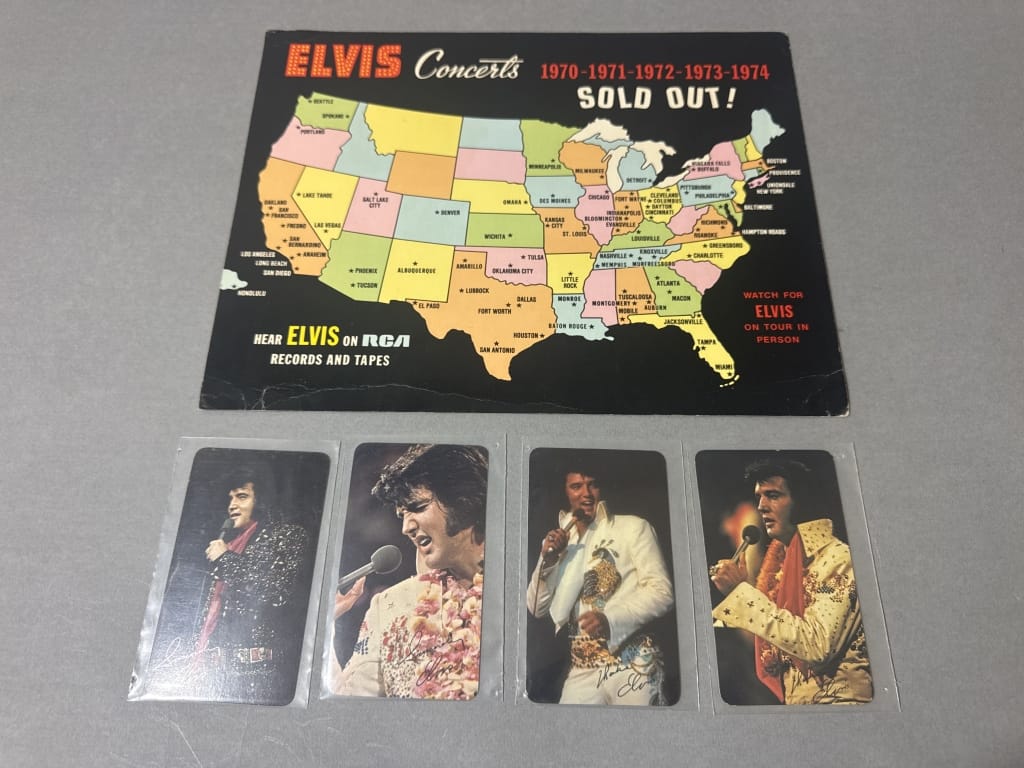 ELVIS Concerts 1970-1971-1972-1973-1974
SOLD OUT!
SEATTLE
SPOKANE
PORTLAND
OAKLAND
SAN FRANCISCO
FRESNO
SAN BERNARDINO
LOS ANGELES
LONG BEACH
ANAHEIM
SAN DIEGO
HONOLULU
LAKE TAHOE
LAS VEGAS
SALT LAKE CITY
PHOENIX
TUCSON
DENVER
ALBUQUERQUE
EL PASO
AMARILLO
LUBBOCK
FORT WORTH
DALLAS
HOUSTON
SAN ANTONIO
OMAHA
WICHITA
TULSA
OKLAHOMA CITY
MINNEAPOLIS
DES MOINES
KANSAS CITY
ST. LOUIS
LITTLE ROCK
MONROE
BATON ROUGE
MILWAUKEE
CHICAGO
BLOOMINGTON
DETROIT
FORT WAYNE
INDIANAPOLIS
EVANSVILLE
CLEVELAND
COLUMBUS
DAYTON
CINCINNATI
LOUISVILLE
NASHVILLE
KNOXVILLE
MEMPHIS
MURFREESBORO
TUSCALOOSA
MONTGOMERY
AUBURN
MOBILE
ATLANTA
MACON
JACKSONVILLE
TAMPA
MIAMI
NIAGARA FALLS
BUFFALO
PITTSBURGH
PHILADELPHIA
BOSTON
PROVIDENCE
UNIONDALE
NEW YORK
BALTIMORE
HAMPTON ROADS
RICHMOND
ROANOKE
GREENSBORO
CHARLOTTE
HEAR ELVIS ON RCA
RECORDS AND TAPES
WATCH FOR
ELVIS
ON TOUR IN
PERSON
Elvis
Elvis